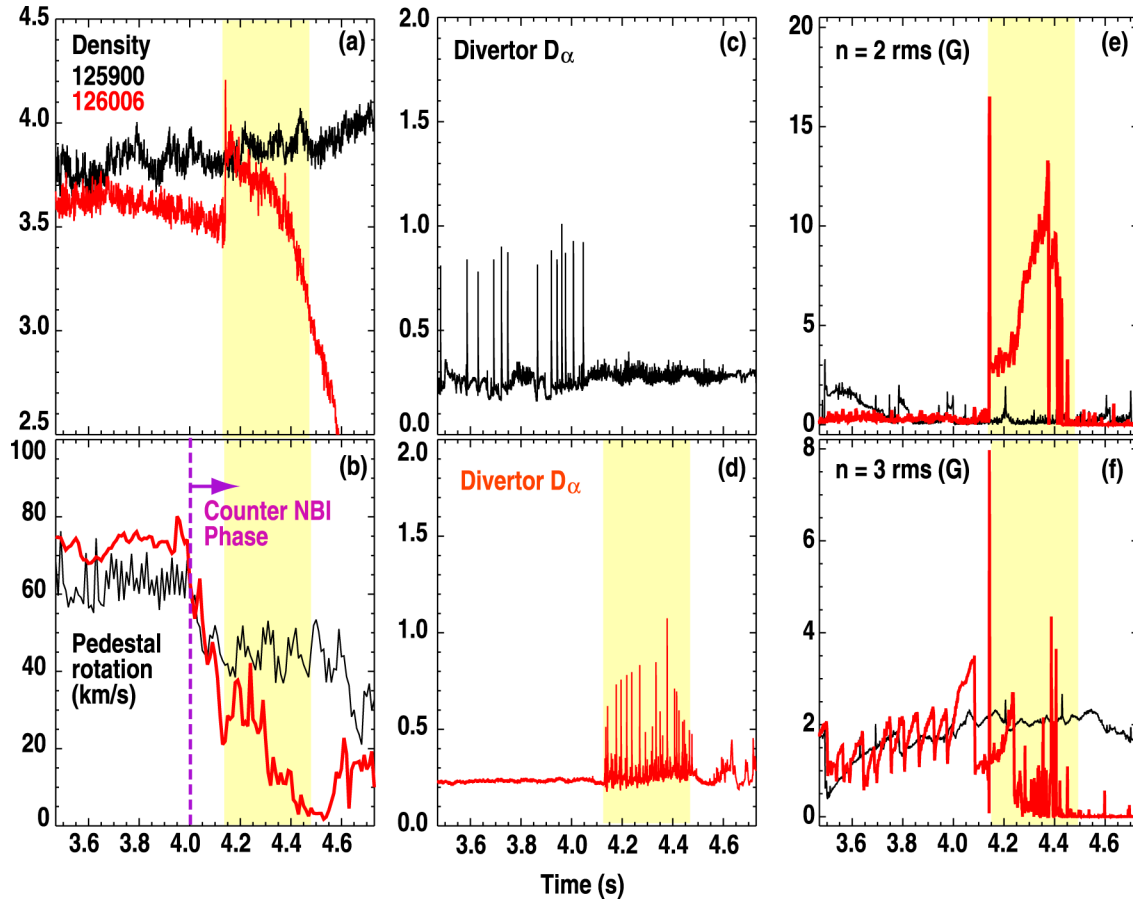 Density
125900
126006
(a)
4.5
4.0
3.5
3.0
2.5
Divertor Dα
(c)
2.0
1.5
1.0
0.5
0.0
n = 2 rms (G)
(e)
20
15
10
5
0
(b)
Counter NBI
Phase
Pedestal
rotation
(km/s)
100
80
60
40
20
0
3.6 3.8 4.0 4.2 4.4 4.6
Divertor Dα
(d)
2.0
1.5
1.0
0.5
0.0
3.6 3.8 4.0 4.2 4.4 4.6
n = 3 rms (G)
(f)
8
6
4
2
0
3.6 3.8 4.0 4.2 4.4 4.6
Time (s)